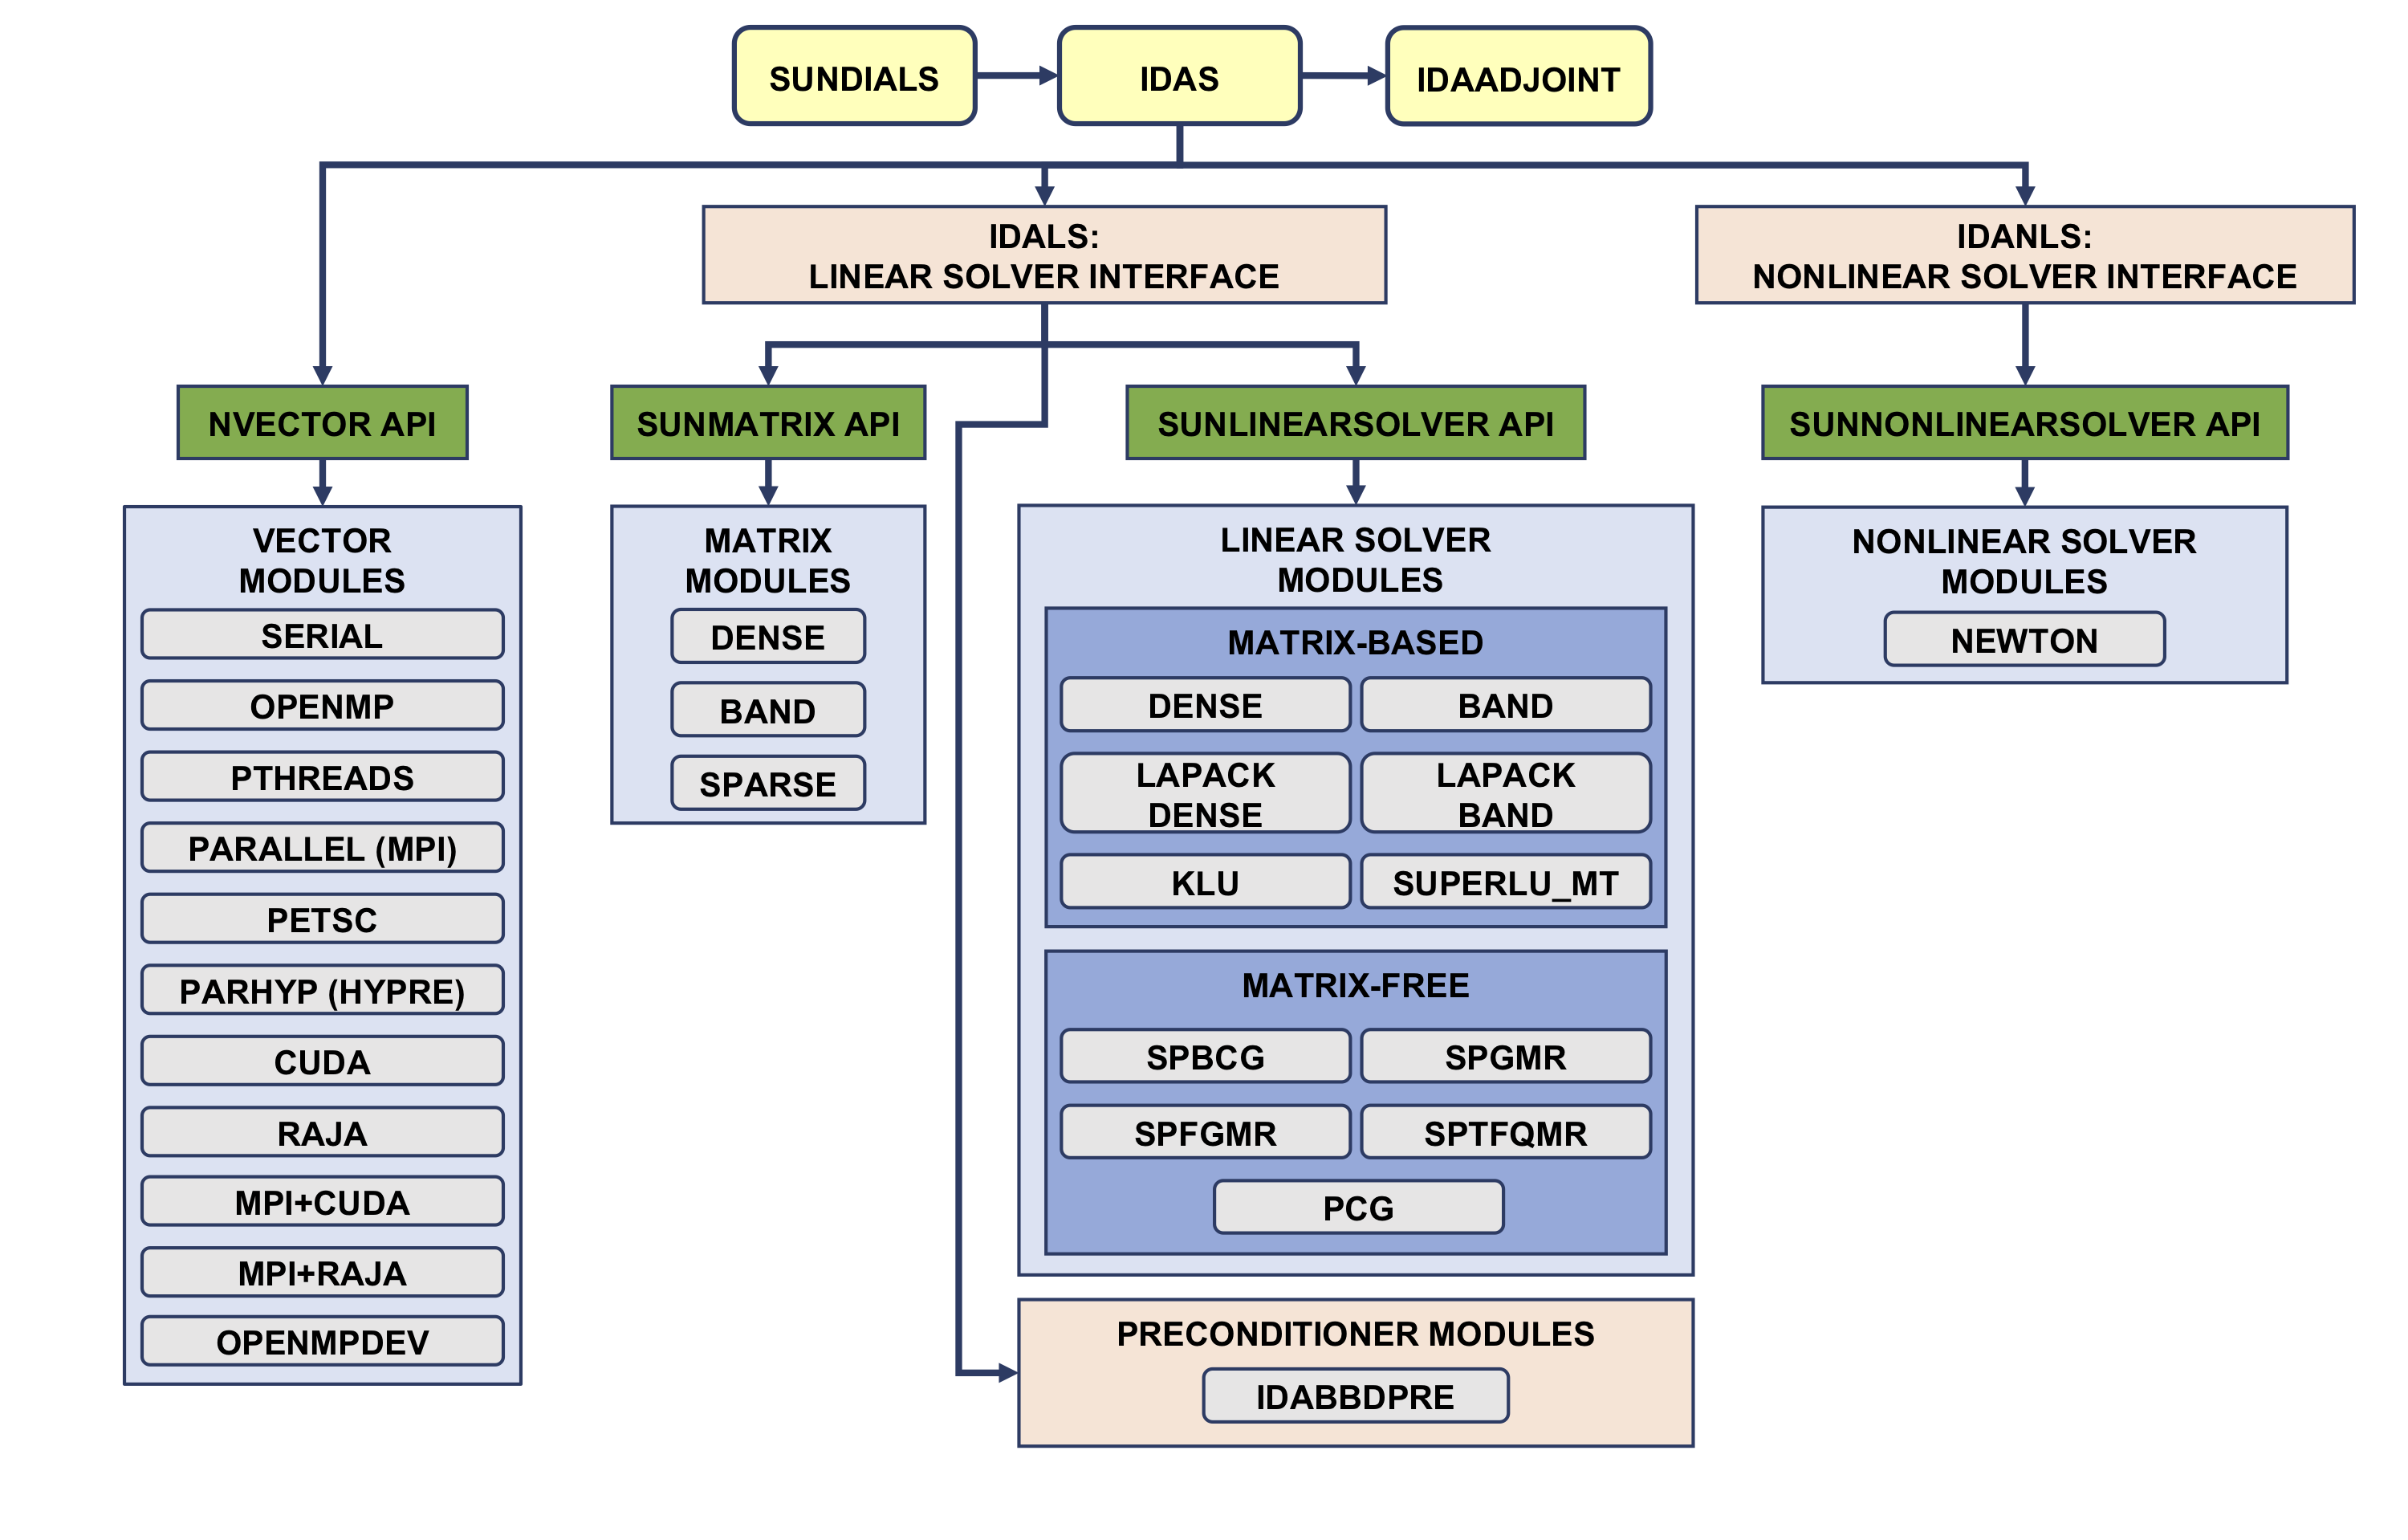 SUNDIALS
IDAS
IDAADJOINT
IDALS:
LINEAR SOLVER INTERFACE
IDANLS:
NONLINEAR SOLVER INTERFACE
NVECTOR API
SUNMATRIX API
SUNLINEARSOLVER API
SUNNONLINEARSOLVER API
VECTOR
MODULES
SERIAL
OPENMP
PTHREADS
PARALLEL (MPI)
PETSC
PARHYP (HYPRE)
CUDA
RAJA
MPI+CUDA
MPI+RAJA
OPENMPDEV
MATRIX
MODULES
DENSE
BAND
SPARSE
LINEAR SOLVER
MODULES
MATRIX-BASED
DENSE
BAND
LAPACK
DENSE
LAPACK
BAND
KLU
SUPERLU_MT
MATRIX-FREE
SPBCG
SPGMR
SPFGMR
SPTFQMR
PCG
PRECONDITIONER MODULES
IDABBDPRE
NONLINEAR SOLVER
MODULES
NEWTON